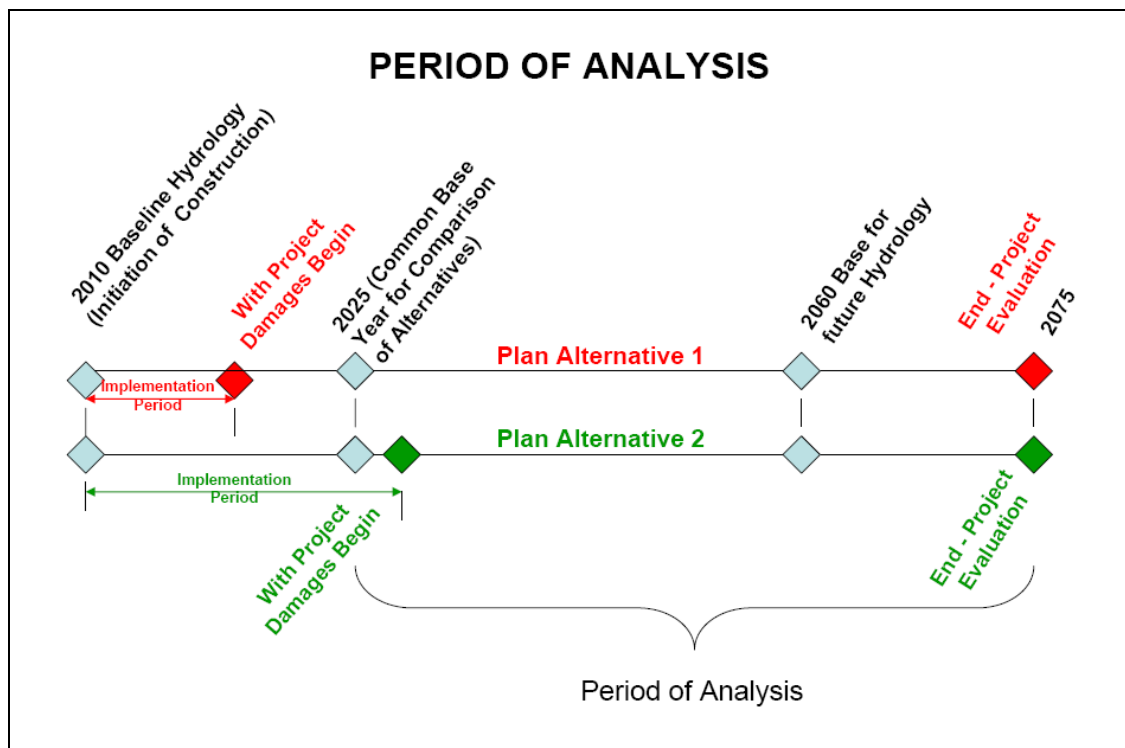 PERIOD OF ANALYSIS
2010 Baseline Hydrology
(Initiation of Construction)
With Project
Damages Begin
2025 (Common Base
Year for Comparison
of Alternatives)
2060 Base for
future Hydrology
End - Project
Evaluation
2075
Plan Alternative 1
Implementation
Period
Plan Alternative 2
Implementation
Period
With Project
Damages Begin
End - Project
Evaluation
Period of Analysis